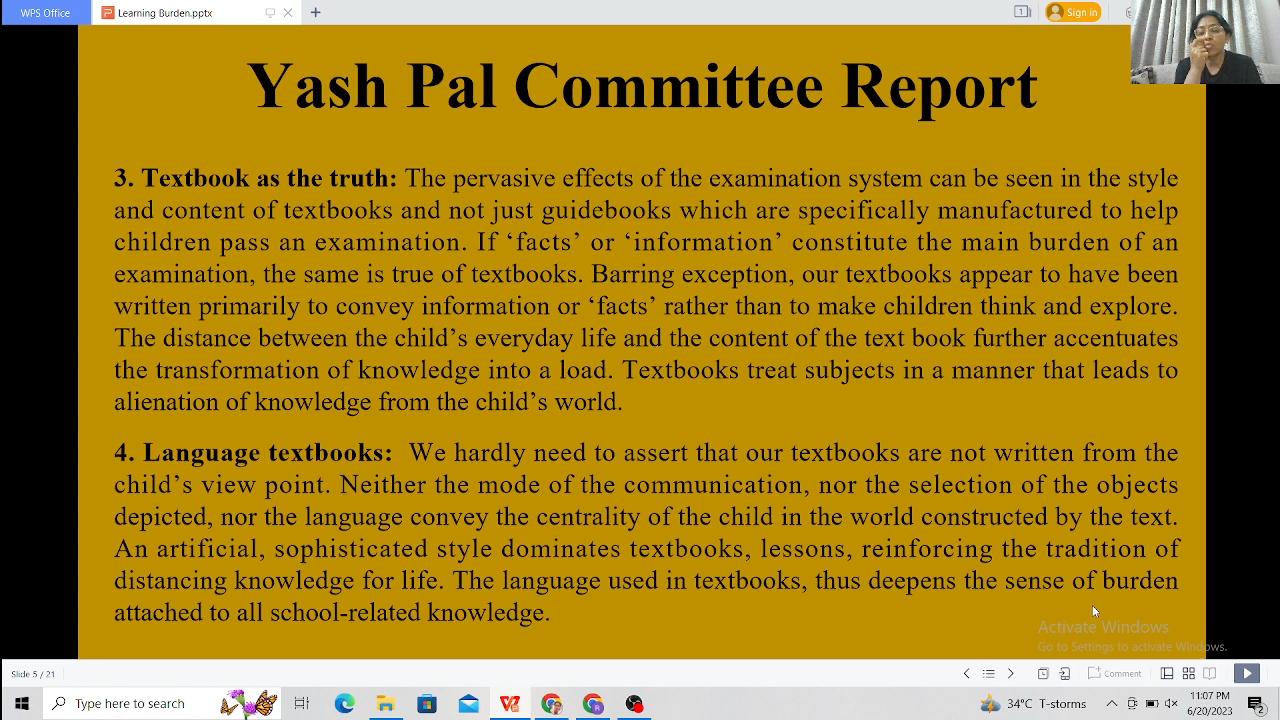 WPS Office
Learning Burden.pptx
+
1
Sign in
Yash Pal Committee Report
3. Textbook as the truth: The pervasive effects of the examination system can be seen in the style
and content of textbooks and not just guidebooks which are specifically manufactured to help
children pass an examination. If ‘facts’ or ‘information’ constitute the main burden of an
examination, the same is true of textbooks. Barring exception, our textbooks appear to have been
written primarily to convey information or ‘facts’ rather than to make children think and explore.
The distance between the child’s everyday life and the content of the text book further accentuates
the transformation of knowledge into a load. Textbooks treat subjects in a manner that leads to
alienation of knowledge from the child’s world.
4. Language textbooks: We hardly need to assert that our textbooks are not written from the
child’s view point. Neither the mode of the communication, nor the selection of the objects
depicted, nor the language convey the centrality of the child in the world constructed by the text.
An artificial, sophisticated style dominates textbooks, lessons, reinforcing the tradition of
distancing knowledge for life. The language used in textbooks, thus deepens the sense of burden
attached to all school-related knowledge.
Activate Windows
Go to Settings to activate Windows.
Slide 5 / 21
Comment
Type here to search
34°C T-storms
11:07 PM
6/20/2023
2